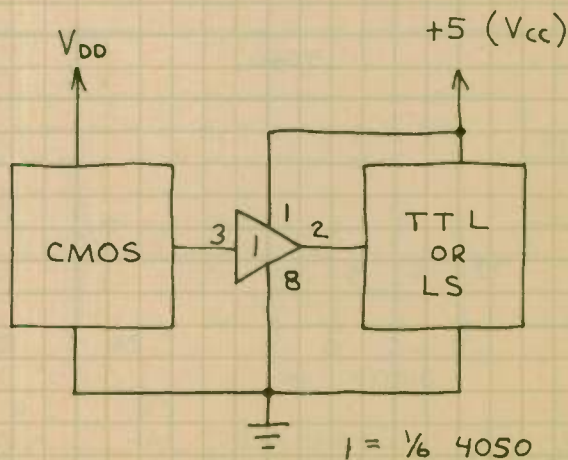 +5 (Vcc)
VDD
CMOS
3
1
1
2
8
TTL
OR
LS
1 = 1/6 4050